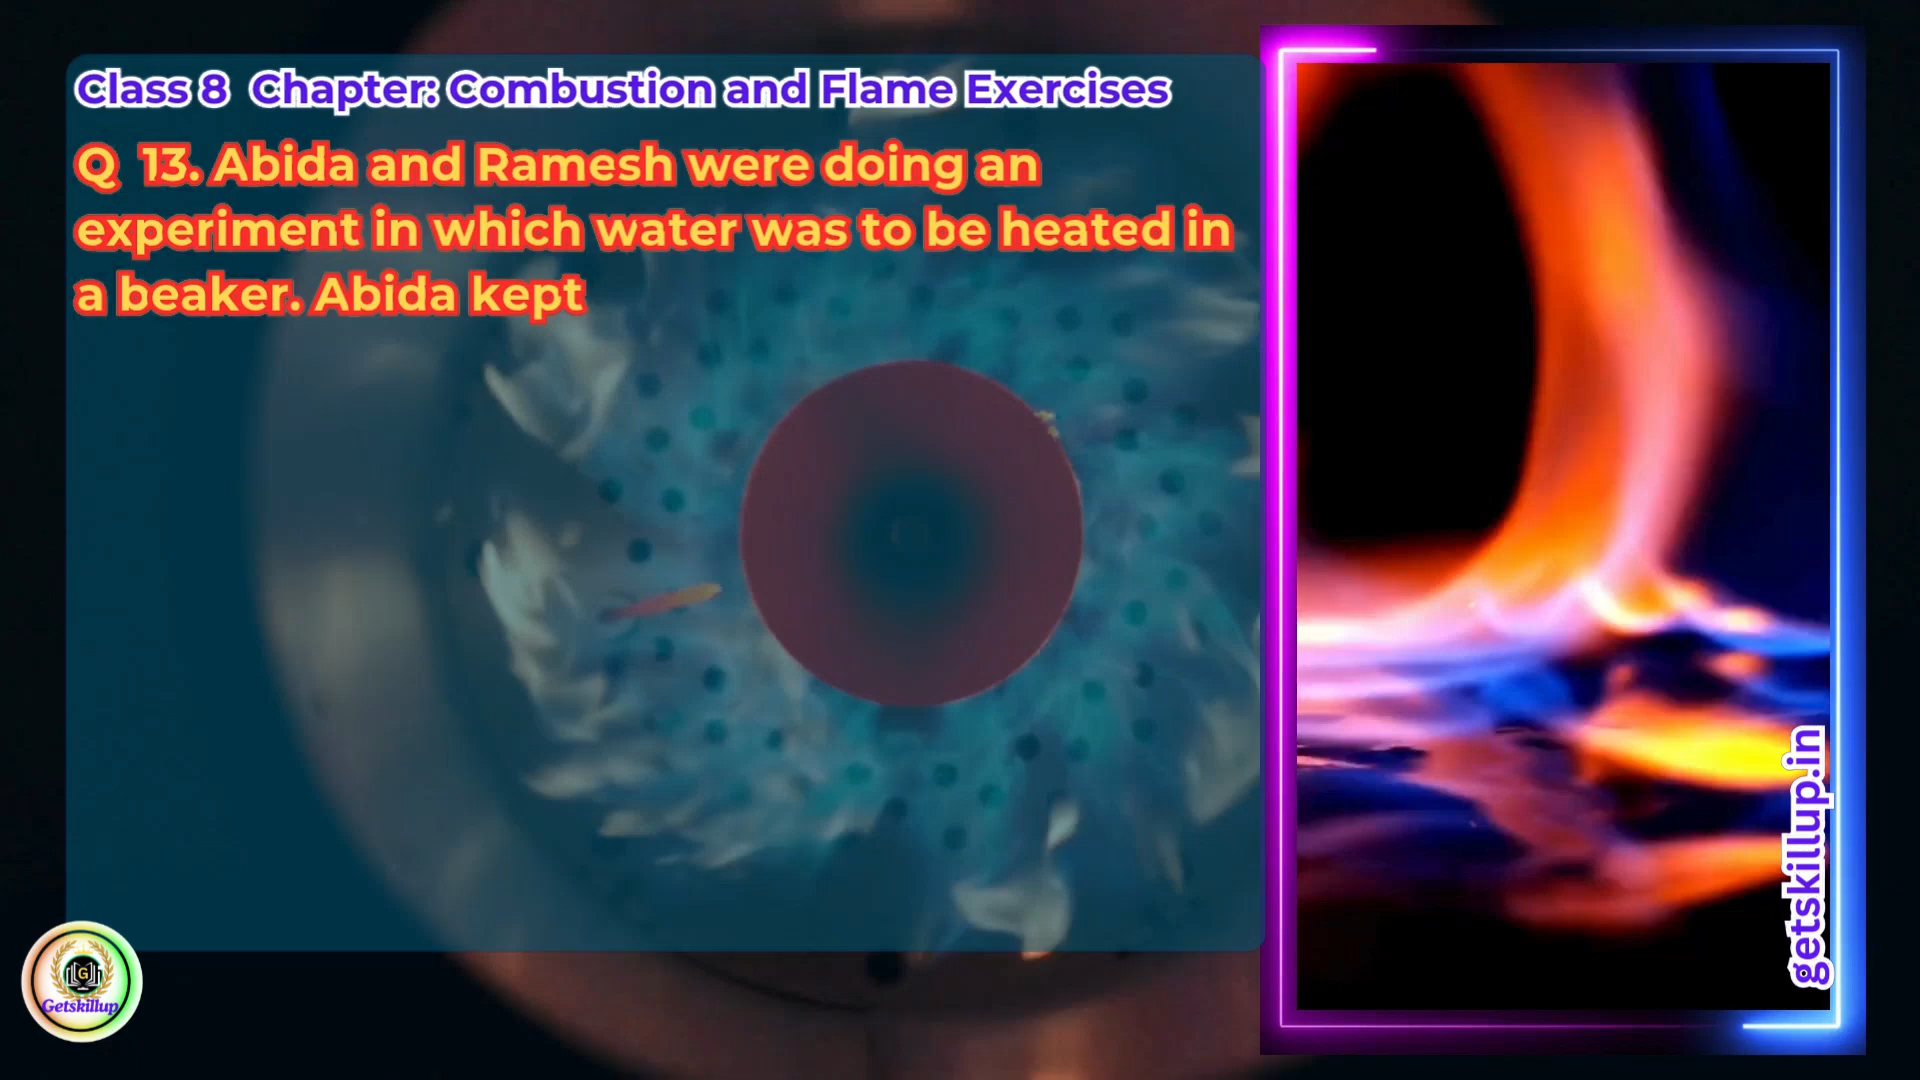 Class 8 Chapter: Combustion and Flame Exercises
Q 13. Abida and Ramesh were doing an
experiment in which water was to be heated in
a beaker. Abida kept
getskillup.in
G
Getskillup